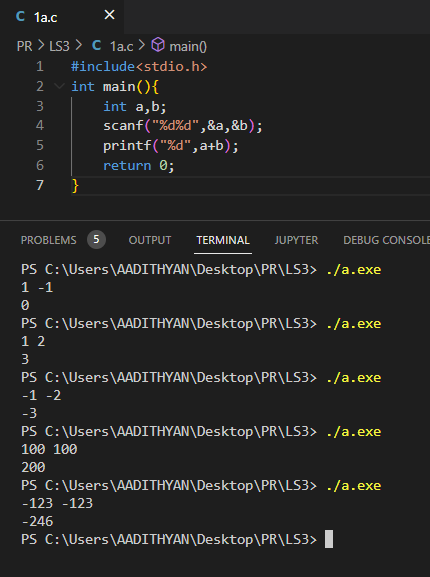 C 1a.c ×
PR > LS3 > C 1a.c > main()
1 #include<stdio.h>
2 int main(){
3 int a,b;
4 scanf("%d%d",&a,&b);
5 printf("%d",a+b);
6 return 0;
7 }
PROBLEMS 5 OUTPUT TERMINAL JUPYTER DEBUG CONSOLE
PS C:\Users\AADITHYAN\Desktop\PR\LS3> ./a.exe
1 -1
0
PS C:\Users\AADITHYAN\Desktop\PR\LS3> ./a.exe
1 2
3
PS C:\Users\AADITHYAN\Desktop\PR\LS3> ./a.exe
-1 -2
-3
PS C:\Users\AADITHYAN\Desktop\PR\LS3> ./a.exe
100 100
200
PS C:\Users\AADITHYAN\Desktop\PR\LS3> ./a.exe
-123 -123
-246
PS C:\Users\AADITHYAN\Desktop\PR\LS3>